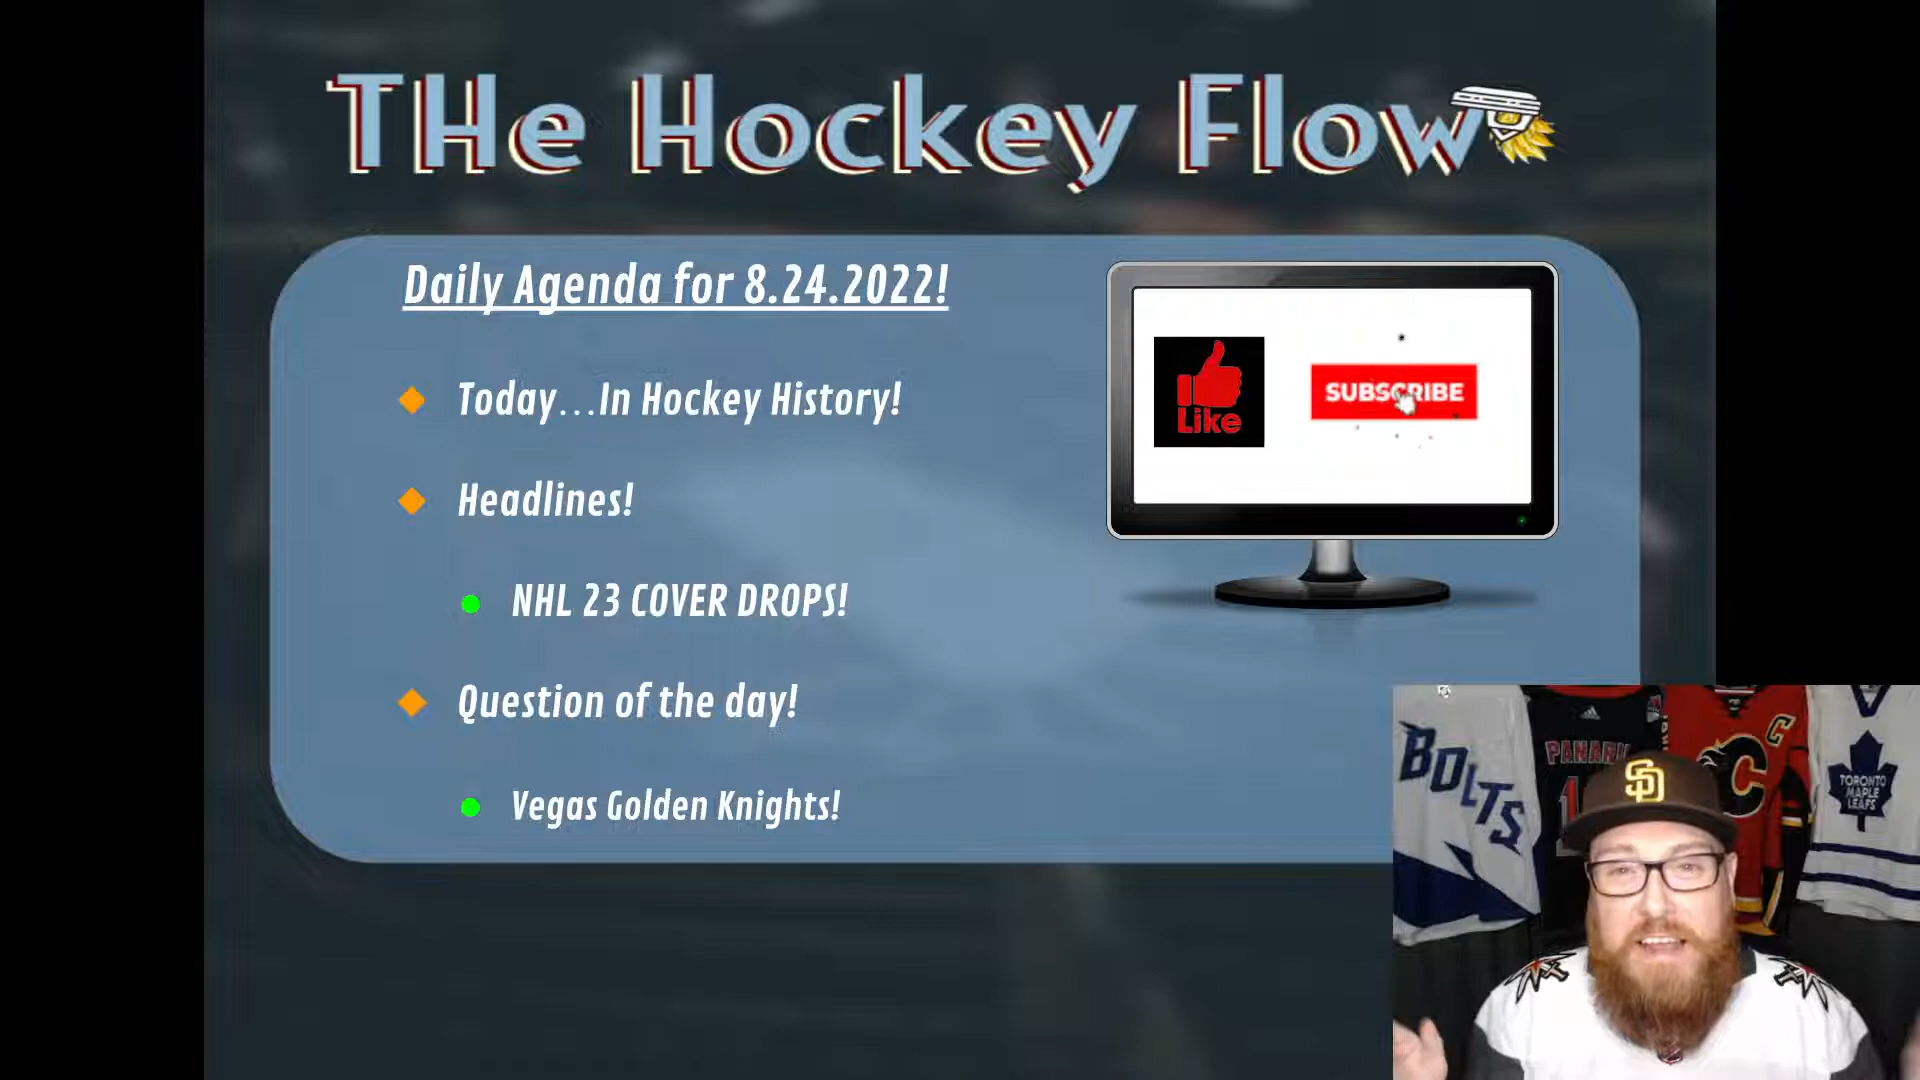 THe Hockey Flow
Daily Agenda for 8.24.2022!
Today...In Hockey History!
Like
SUBSCRIBE
Headlines!
NHL 23 COVER DROPS!
Question of the day!
Vegas Golden Knights!
BOLTS
C
SD
TORONTO
MAPLE
LEAFS